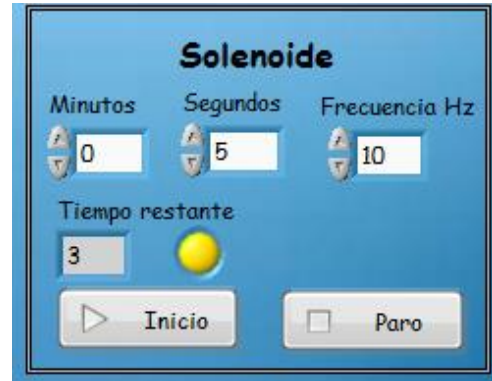 Solenoide
Minutos Segundos Frecuencia Hz
0 5 10
Tiempo restante
3
Inicio Paro